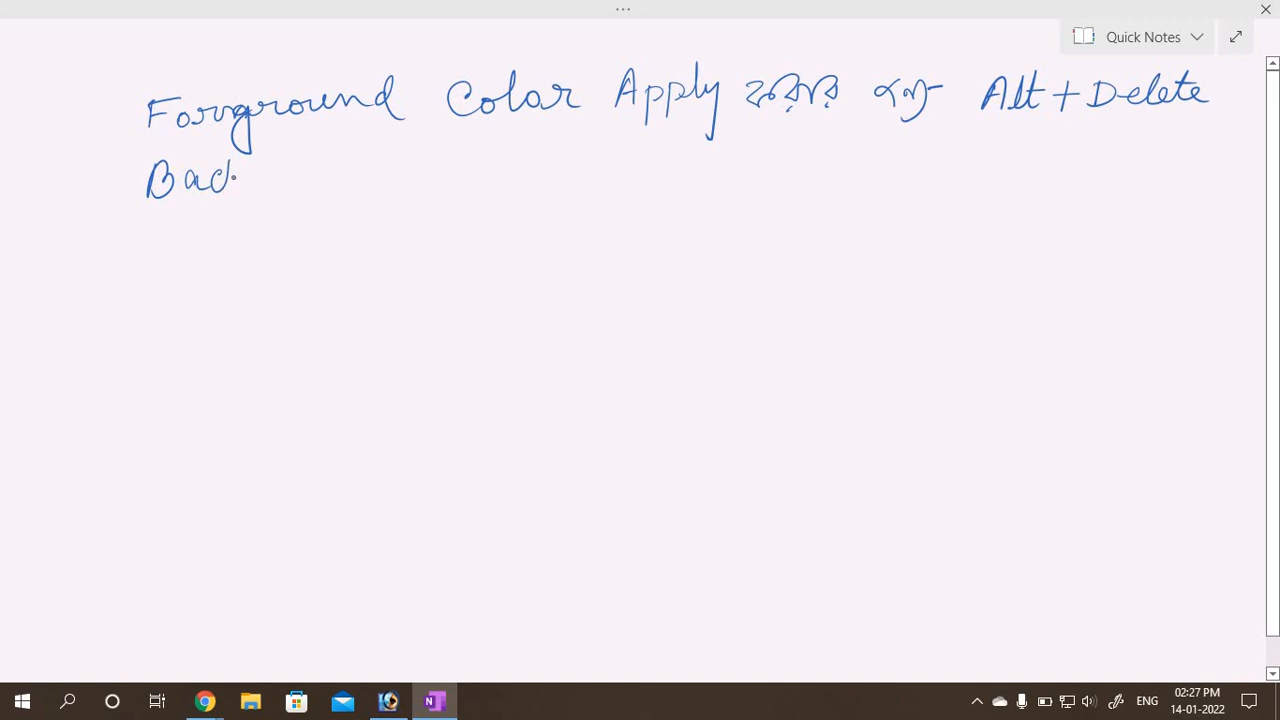 Quick Notes
Forground Color Apply করার জন্য Alt+Delete
Bac
ENG
02:27 PM
14-01-2022